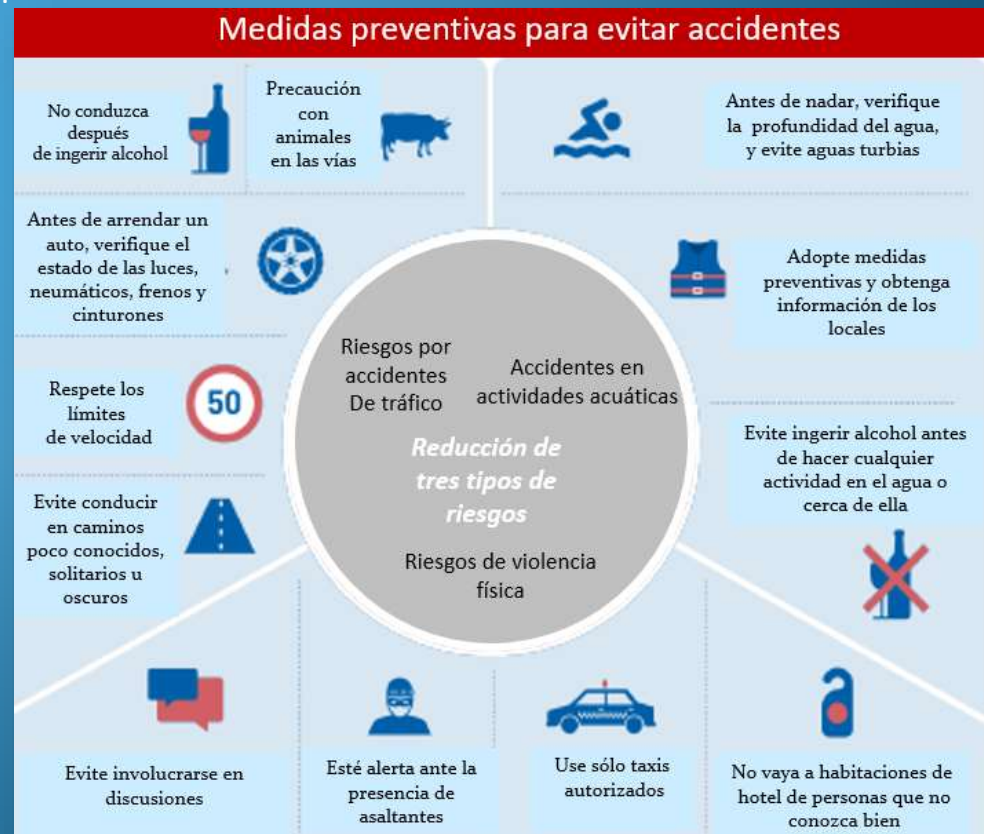 Medidas preventivas para evitar accidentes
No conduzca
después
de ingerir alcohol
Precaución
con
animales
en las vías
Antes de arrendar un
auto, verifique el
estado de las luces,
neumáticos, frenos y
cinturones
Respete los
límites
de velocidad
50
Evite conducir
en caminos
poco conocidos,
solitarios u
oscuros
Antes de nadar, verifique
la profundidad del agua,
y evite aguas turbias
Adopte medidas
preventivas y obtenga
información de los
locales
Evite ingerir alcohol antes
de hacer cualquier
actividad en el agua o
cerca de ella
Riesgos por
accidentes
De tráfico
Accidentes en
actividades acuáticas
Reducción de
tres tipos de
riesgos
Riesgos de violencia
física
Evite involucrarse en
discusiones
Esté alerta ante la
presencia de
asaltantes
Use sólo taxis
autorizados
No vaya a habitaciones de
hotel de personas que no
conozca bien